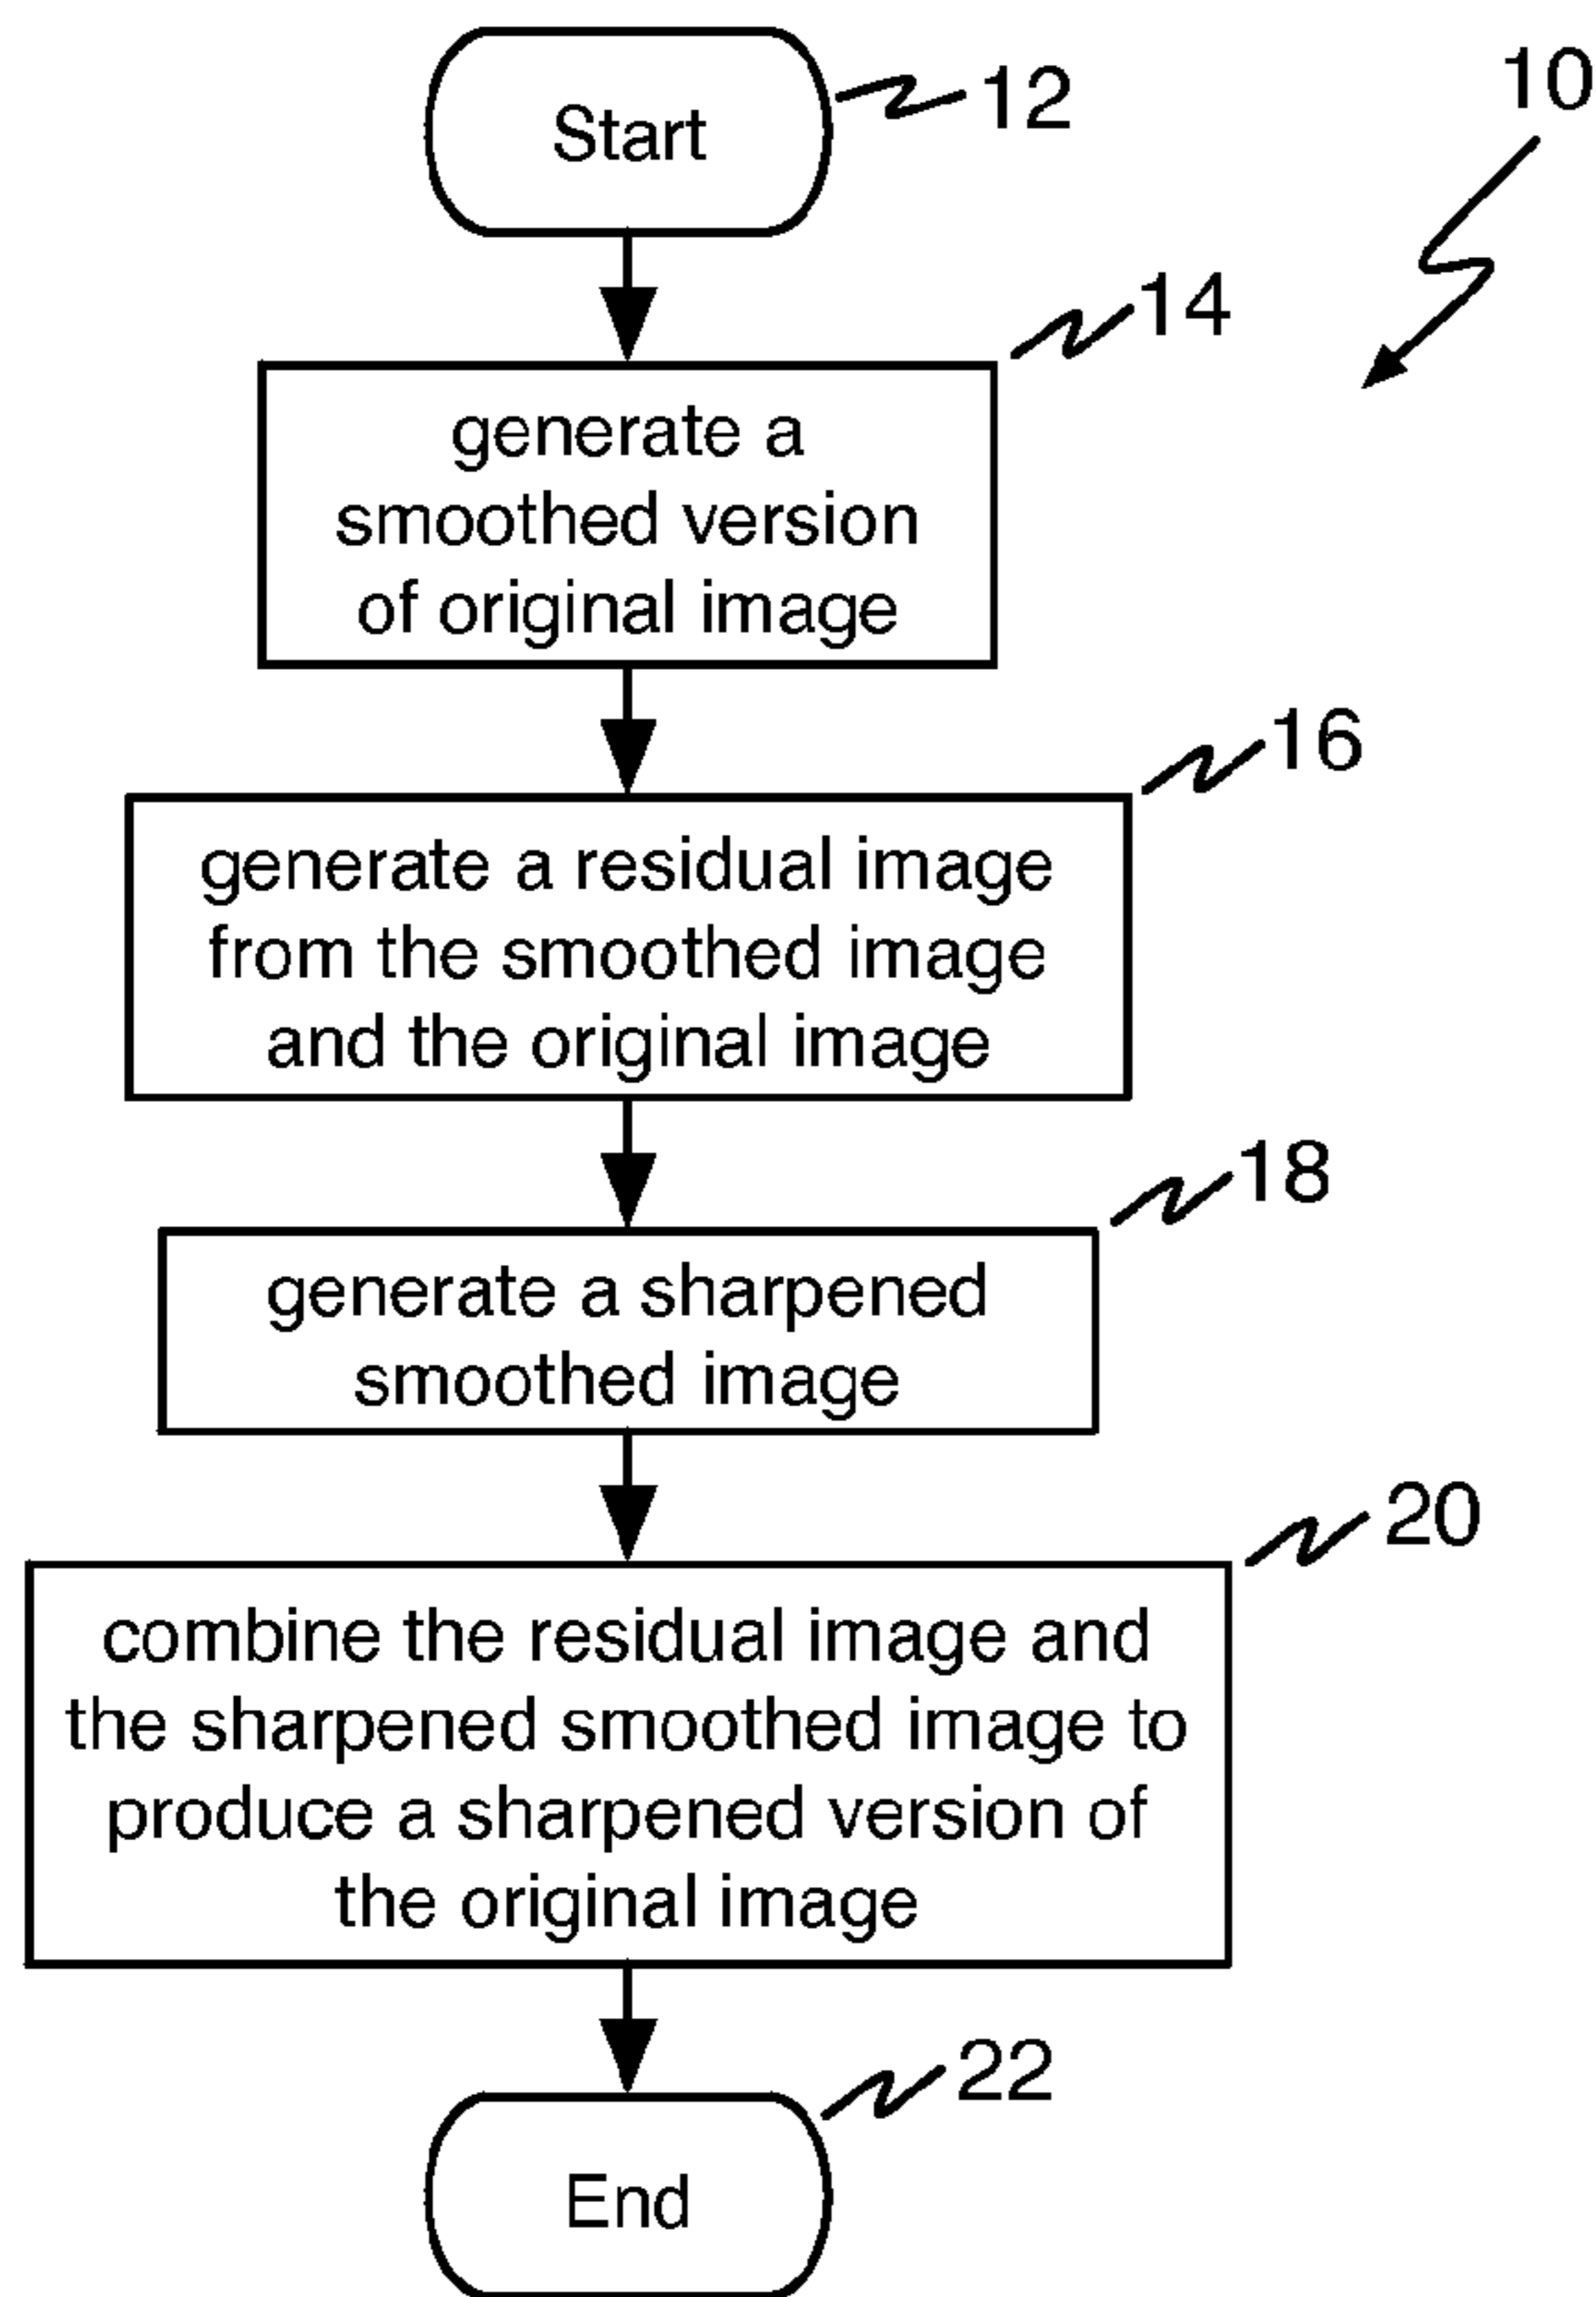 10
Start
12
14
generate a
smoothed version
of original image
16
generate a residual image
from the smoothed image
and the original image
18
generate a sharpened
smoothed image
20
combine the residual image and
the sharpened smoothed image to
produce a sharpened version of
the original image
22
End